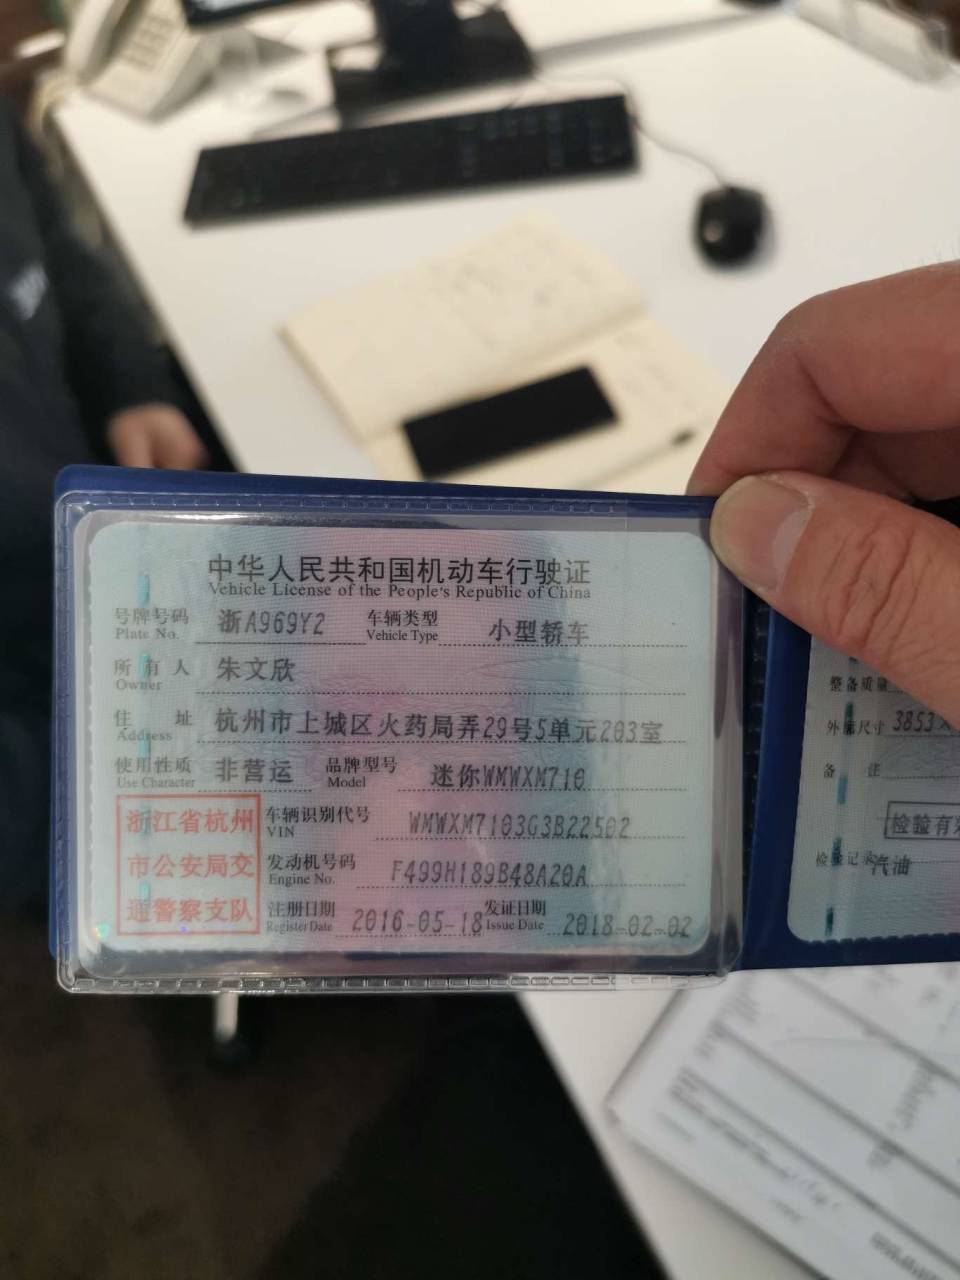 中华人民共和国机动车行驶证
Vehicle License of the People's Republic of China
号牌号码 浙A969Y2 车辆类型 小型轿车
Plate No. Vehicle Type
所有人 朱文欣
Owner
住址 杭州市上城区火药局弄29号5单元203室
Address
使用性质 非营运 品牌型号 迷你WMWXM710
Use Character Model
浙江省杭州
市公安局交
通警察支队
车辆识别代号 WMWXM7103G3B22502
VIN
发动机号码 F499H189B48A20A
Engine No.
注册日期 2016-05-18 发证日期 2018-02-02
Register Date Issue Date
整备质量
外廓尺寸 3853
备注
检验有
检验记录
汽油